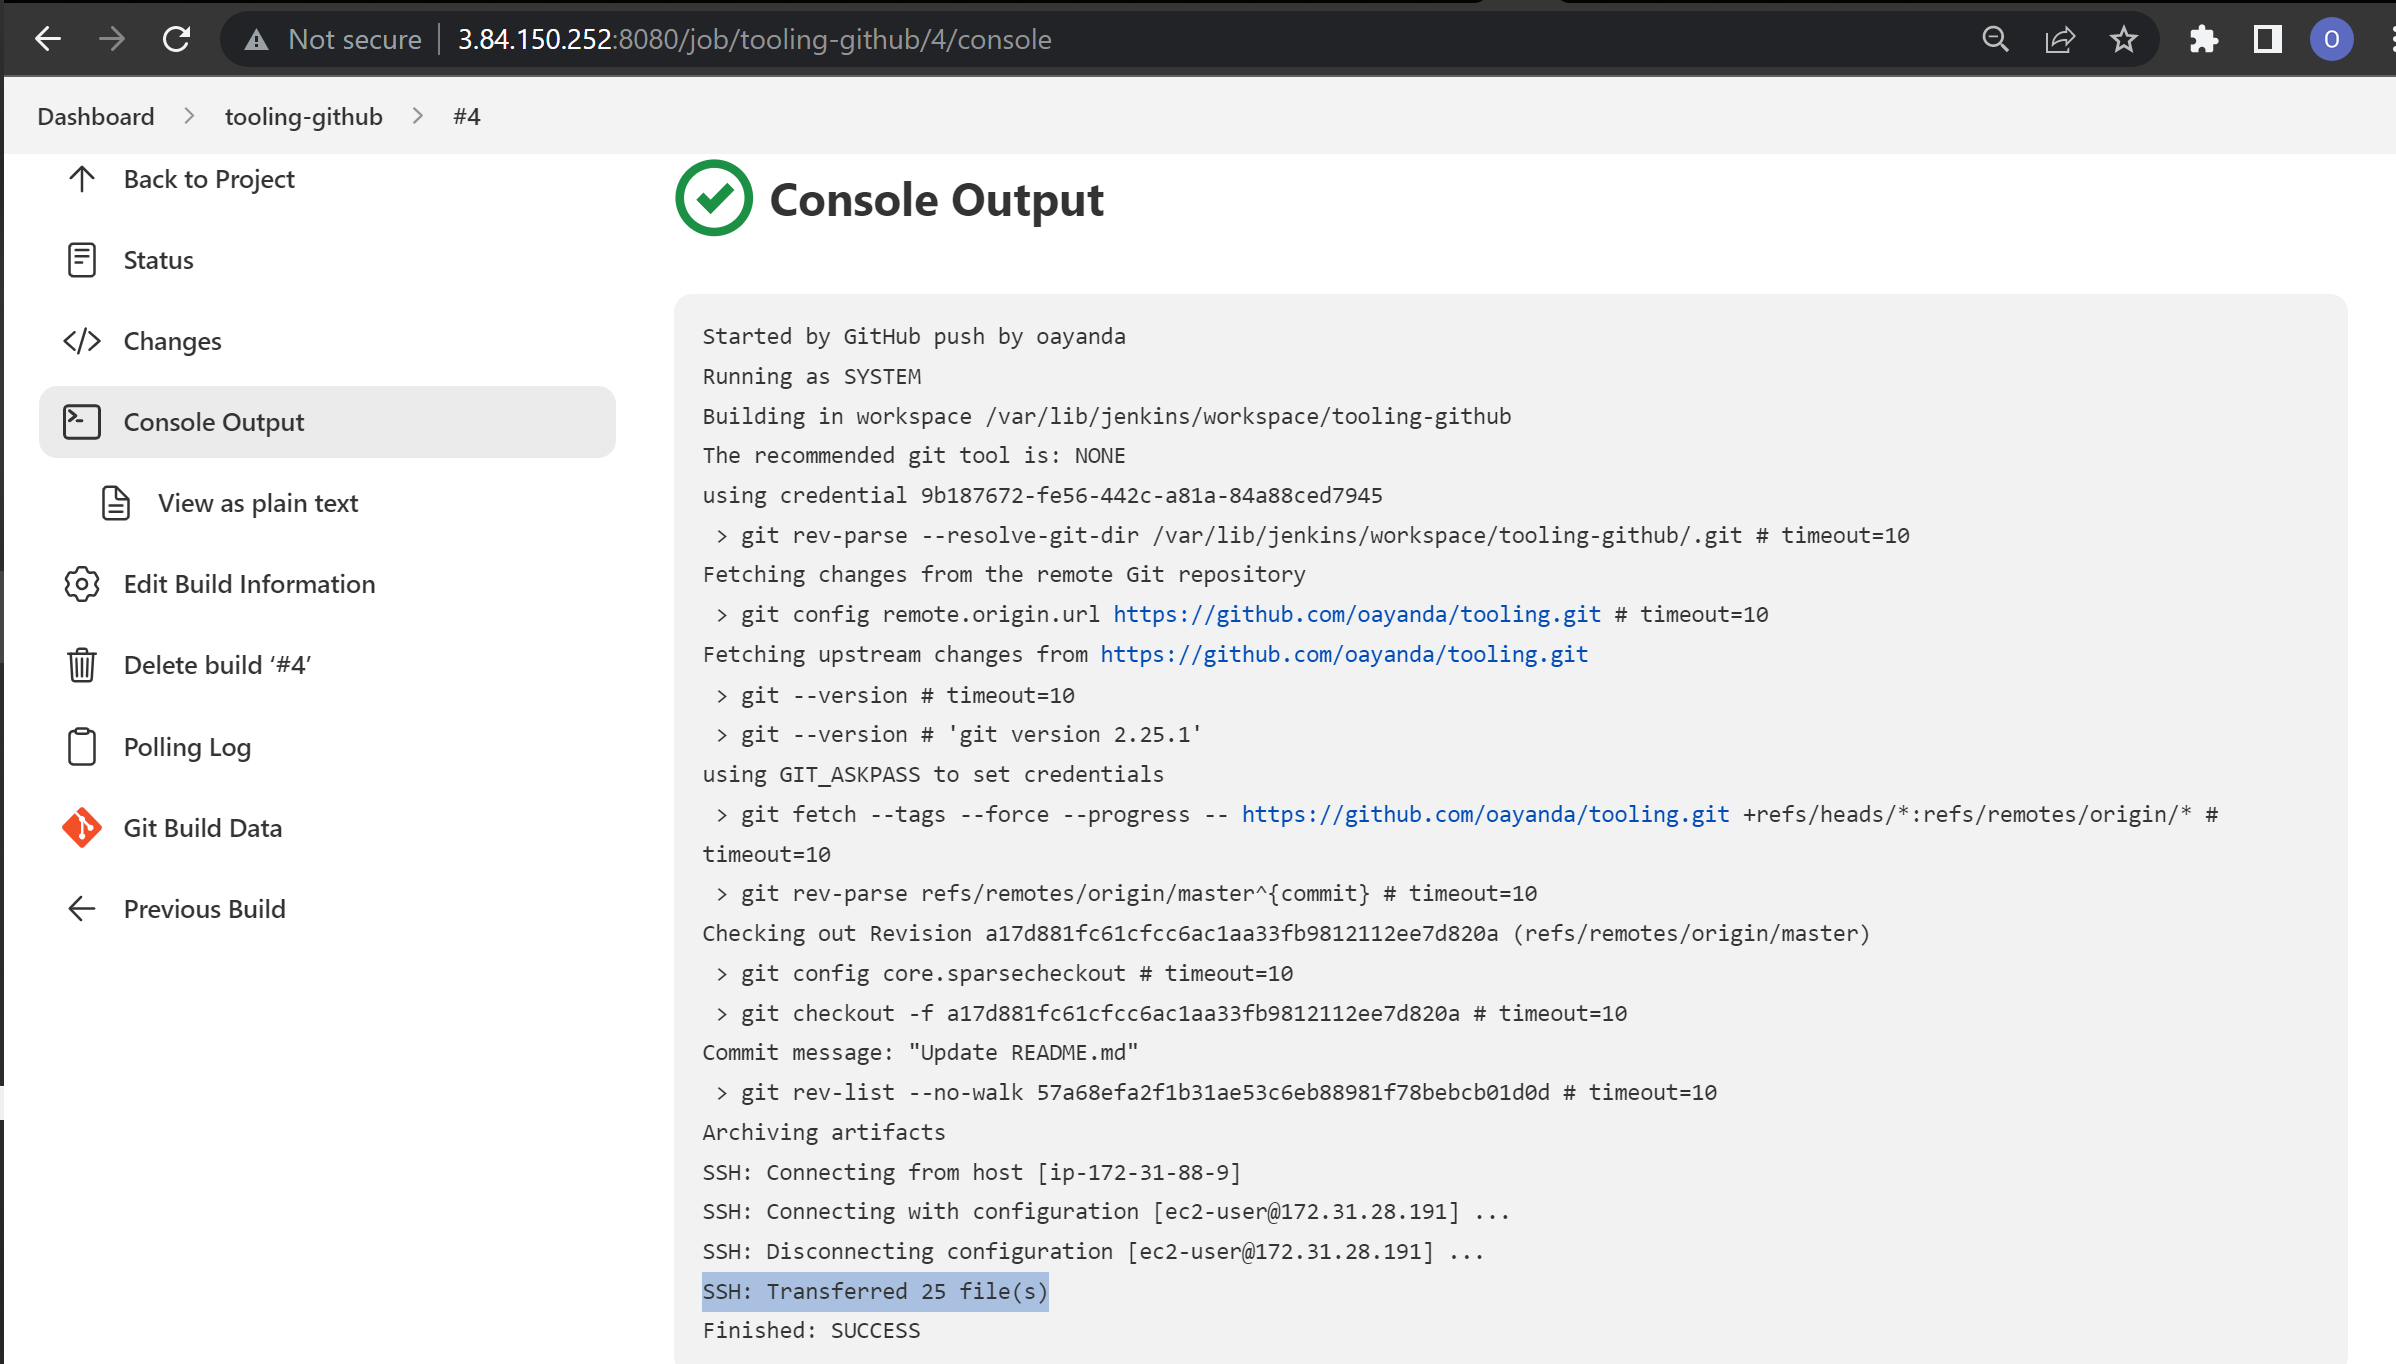 Not secure
3.84.150.252:8080/job/tooling-github/4/console
O
Dashboard
tooling-github
#4
Back to Project
Status
Changes
Console Output
View as plain text
Edit Build Information
Delete build ‘#4’
Polling Log
Git Build Data
Previous Build
Console Output
Started by GitHub push by oayanda
Running as SYSTEM
Building in workspace /var/lib/jenkins/workspace/tooling-github
The recommended git tool is: NONE
using credential 9b187672-fe56-442c-a81a-84a88ced7945
> git rev-parse --resolve-git-dir /var/lib/jenkins/workspace/tooling-github/.git # timeout=10
Fetching changes from the remote Git repository
> git config remote.origin.url https://github.com/oayanda/tooling.git # timeout=10
Fetching upstream changes from https://github.com/oayanda/tooling.git
> git --version # timeout=10
> git --version # 'git version 2.25.1'
using GIT_ASKPASS to set credentials
> git fetch --tags --force --progress -- https://github.com/oayanda/tooling.git +refs/heads/*:refs/remotes/origin/* #
timeout=10
> git rev-parse refs/remotes/origin/master^{commit} # timeout=10
Checking out Revision a17d881fc61cfcc6ac1aa33fb9812112ee7d820a (refs/remotes/origin/master)
> git config core.sparsecheckout # timeout=10
> git checkout -f a17d881fc61cfcc6ac1aa33fb9812112ee7d820a # timeout=10
Commit message: "Update README.md"
> git rev-list --no-walk 57a68efa2f1b31ae53c6eb88981f78bebcb01d0d # timeout=10
Archiving artifacts
SSH: Connecting from host [ip-172-31-88-9]
SSH: Connecting with configuration [ec2-user@172.31.28.191] ...
SSH: Disconnecting configuration [ec2-user@172.31.28.191] ...
SSH: Transferred 25 file(s)
Finished: SUCCESS